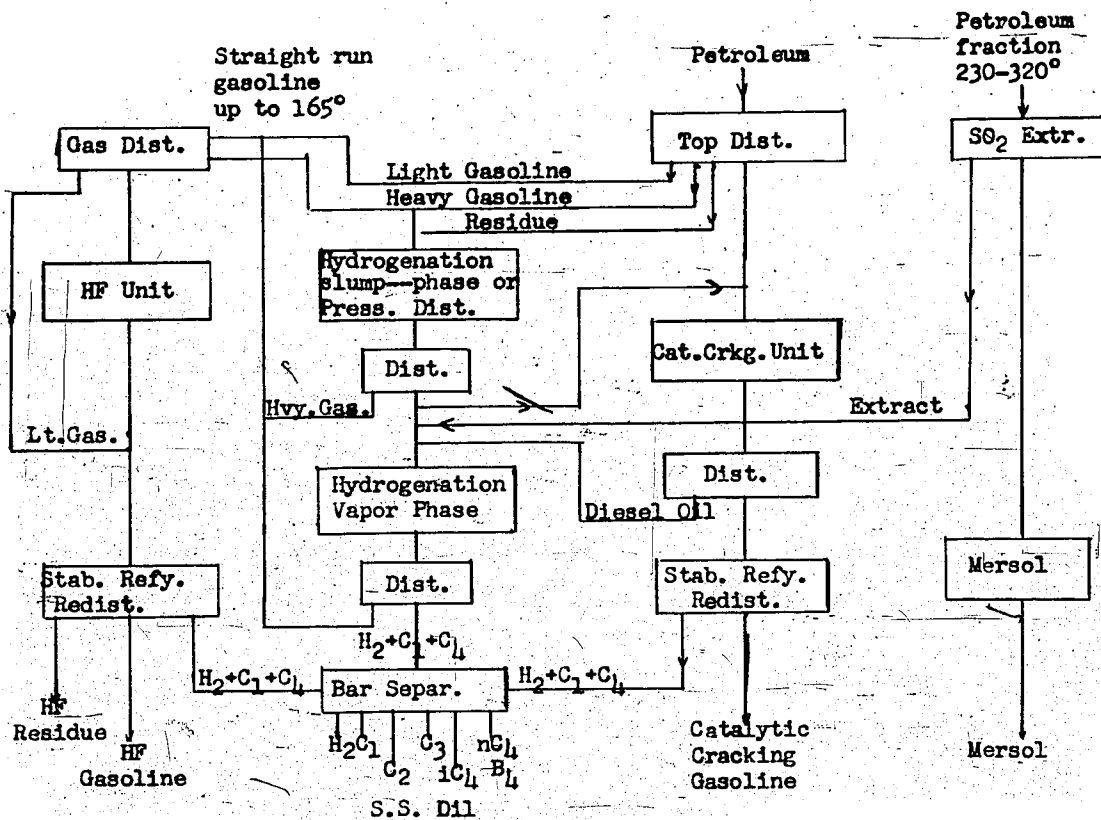 Petroleum
fraction
230-320°
Straight run
gasoline
up to 165°
Petroleum
Gas Dist.
Top Dist.
SO₂ Extr.
Light Gasoline
Heavy Gasoline
Residue
HF Unit
Hydrogenation
slump--phase or
Press. Dist.
Cat.Crkg.Unit
Dist.
Hvy.Gas.
Extract
Lt.Gas.
Dist.
Hydrogenation
Vapor Phase
Diesel Oil
Stab. Refy.
Redist.
Dist.
Stab. Refy.
Redist.
Mersol
H₂+C₁+C₄
H₂+C₁+C₄
Bar Separ.
H₂+C₁+C₄
HF
Residue
HF
Gasoline
H₂ C₁ C₃ nC₄
C₂ iC₄ B₄
S.S. Dil
Catalytic
Cracking
Gasoline
Mersol